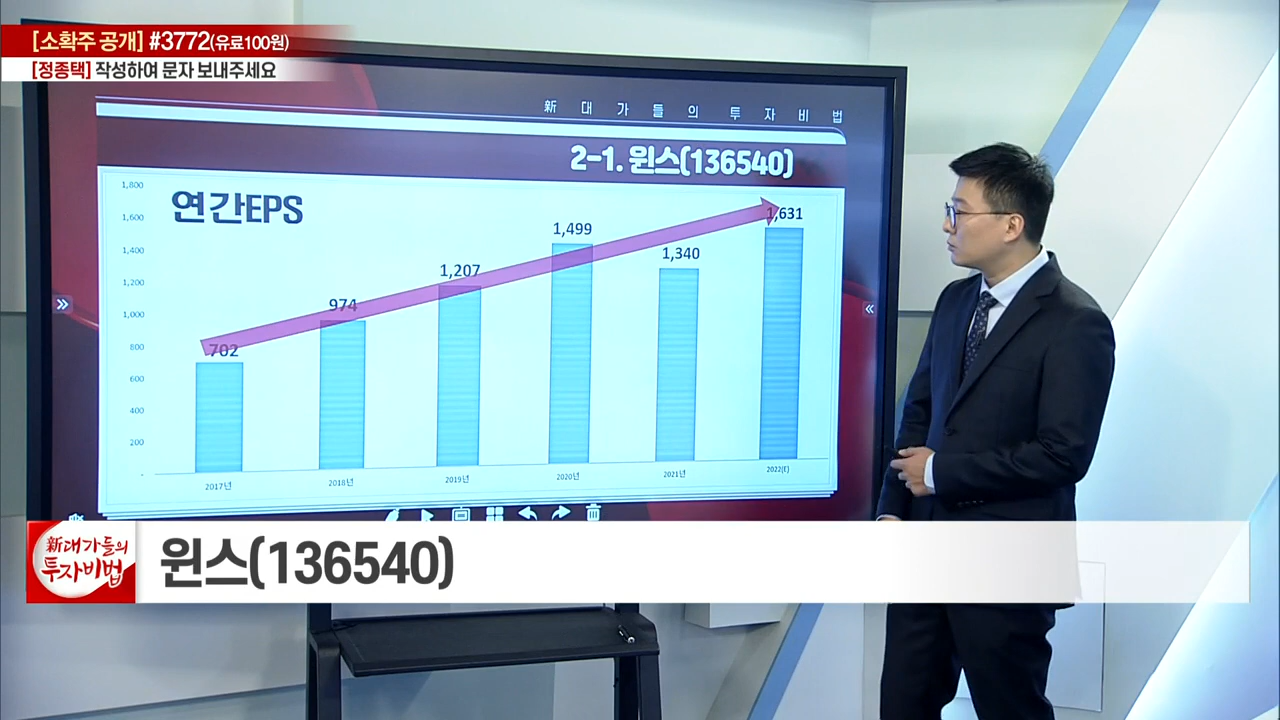 [소확주 공개] #3772(유료100원)
[정종택] 작성하여 문자 보내주세요
新 대 가 들 의 투 자 비 법
2-1. 윈스(136540)
연간EPS
1,800
1,600
1,400
1,200
1,000
800
600
400
200
-
702
974
1,207
1,499
1,340
1,631
2017년
2018년
2019년
2020년
2021년
2022(E)
新대가들의
투자비법
윈스(136540)